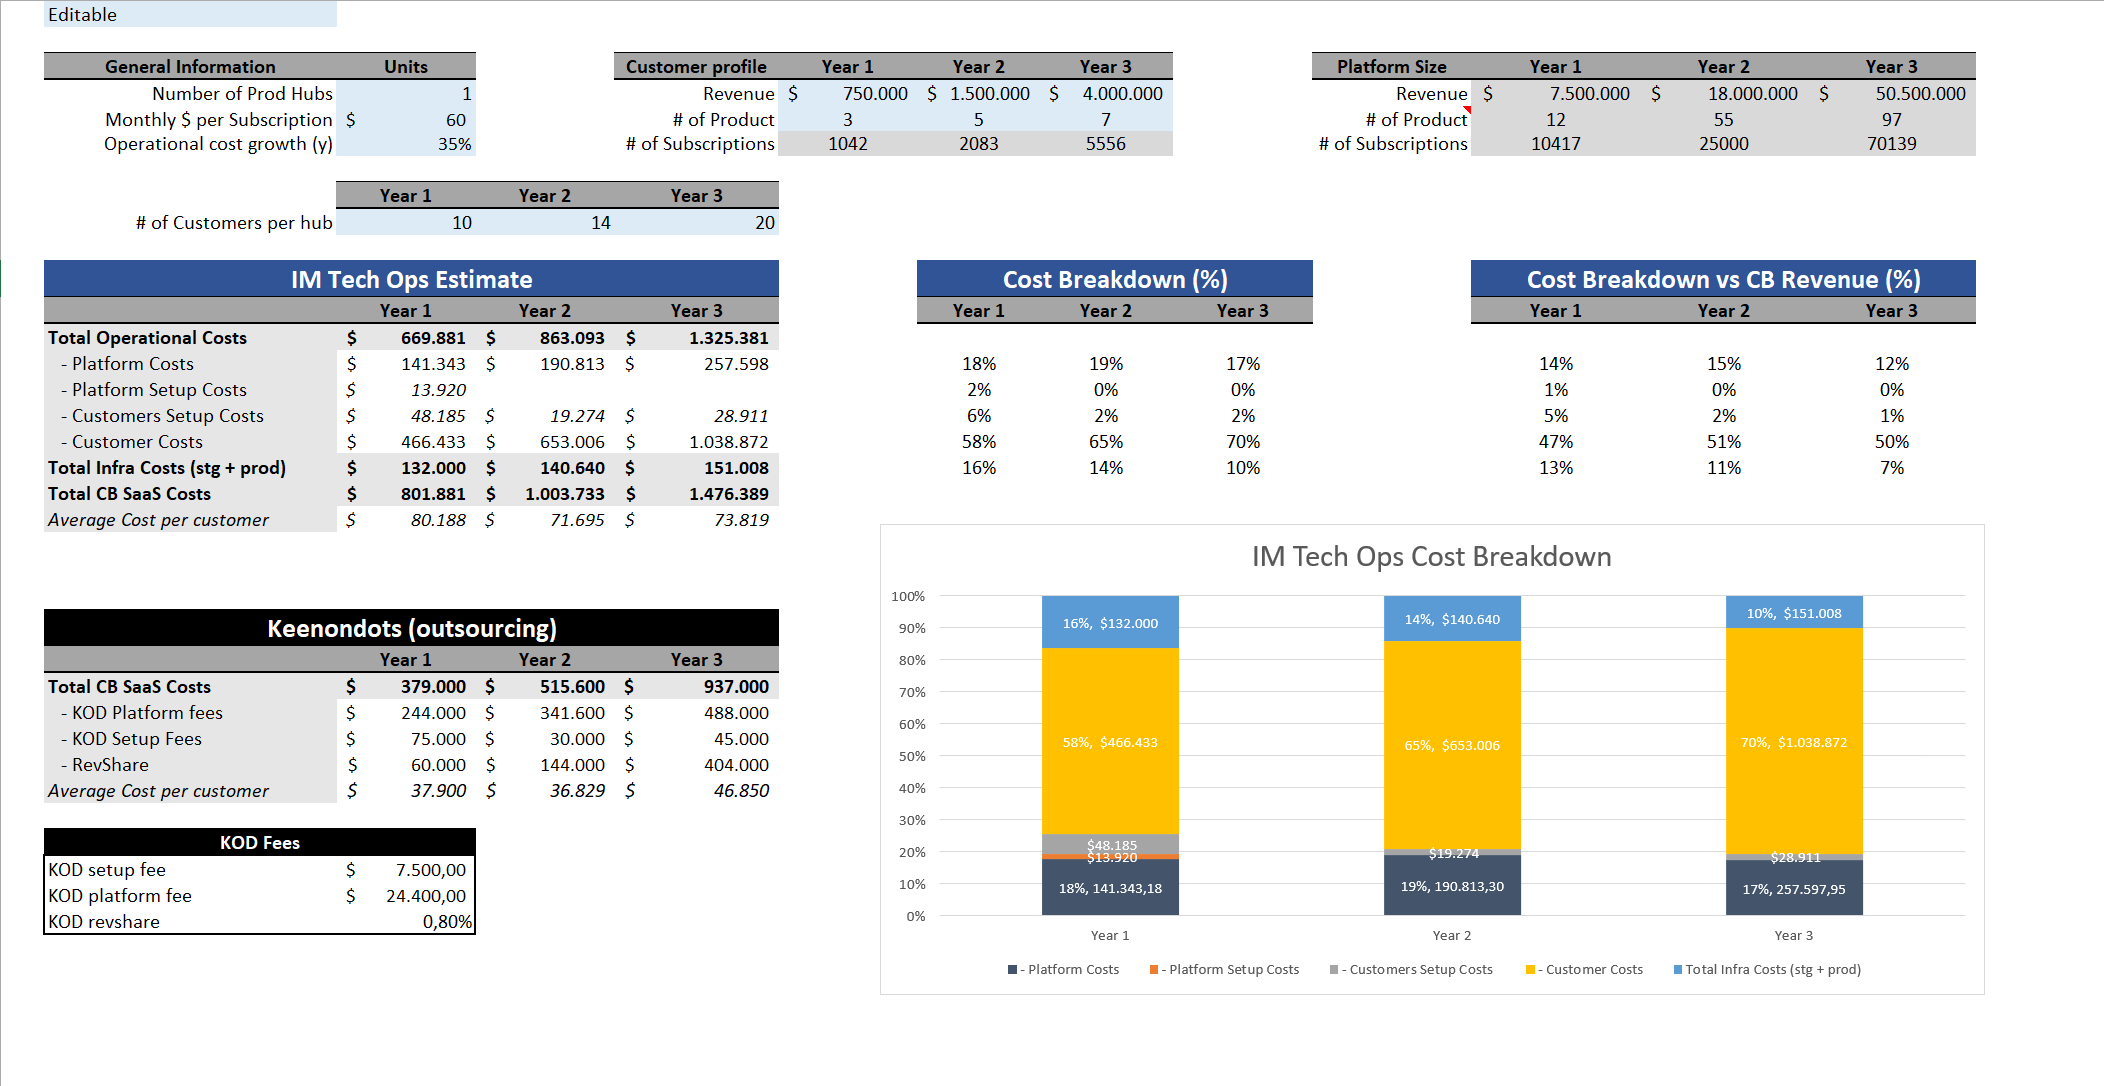 Editable
General Information Units
Number of Prod Hubs 1
Monthly $ per Subscription $ 60
Operational cost growth (y) 35%
Customer profile Year 1 Year 2 Year 3
Revenue $ 750.000 $ 1.500.000 $ 4.000.000
# of Product 3 5 7
# of Subscriptions 1042 2083 5556
Platform Size Year 1 Year 2 Year 3
Revenue $ 7.500.000 $ 18.000.000 $ 50.500.000
# of Product 12 55 97
# of Subscriptions 10417 25000 70139
Year 1 Year 2 Year 3
# of Customers per hub 10 14 20
IM Tech Ops Estimate
Year 1 Year 2 Year 3
Total Operational Costs $ 669.881 $ 863.093 $ 1.325.381
- Platform Costs $ 141.343 $ 190.813 $ 257.598
- Platform Setup Costs $ 13.920
- Customers Setup Costs $ 48.185 $ 19.274 $ 28.911
- Customer Costs $ 466.433 $ 653.006 $ 1.038.872
Total Infra Costs (stg + prod) $ 132.000 $ 140.640 $ 151.008
Total CB SaaS Costs $ 801.881 $ 1.003.733 $ 1.476.389
Average Cost per customer $ 80.188 $ 71.695 $ 73.819
Cost Breakdown (%)
Year 1 Year 2 Year 3
18% 19% 17%
2% 0% 0%
6% 2% 2%
58% 65% 70%
16% 14% 10%
Cost Breakdown vs CB Revenue (%)
Year 1 Year 2 Year 3
14% 15% 12%
1% 0% 0%
5% 2% 1%
47% 51% 50%
13% 11% 7%
Keenondots (outsourcing)
Year 1 Year 2 Year 3
Total CB SaaS Costs $ 379.000 $ 515.600 $ 937.000
- KOD Platform fees $ 244.000 $ 341.600 $ 488.000
- KOD Setup Fees $ 75.000 $ 30.000 $ 45.000
- RevShare $ 60.000 $ 144.000 $ 404.000
Average Cost per customer $ 37.900 $ 36.829 $ 46.850
KOD Fees
KOD setup fee $ 7.500,00
KOD platform fee $ 24.400,00
KOD revshare 0,80%
IM Tech Ops Cost Breakdown
100%
90%
80%
70%
60%
50%
40%
30%
20%
10%
0%
16%, $132.000
58%, $466.433
$48.185
$13.920
18%, 141.343,18
14%, $140.640
65%, $653.006
$19.274
19%, 190.813,30
10%, $151.008
70%, $1.038.872
$28.911
17%, 257.597,95
Year 1 Year 2 Year 3
- Platform Costs - Platform Setup Costs - Customers Setup Costs - Customer Costs Total Infra Costs (stg + prod)